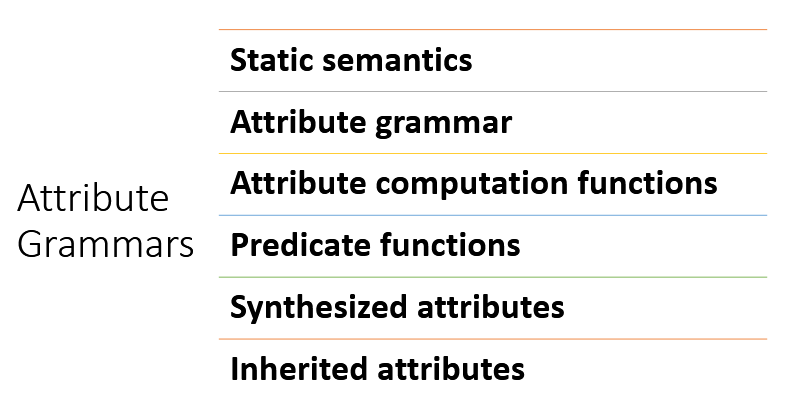 Attribute
Grammars
Static semantics
Attribute grammar
Attribute computation functions
Predicate functions
Synthesized attributes
Inherited attributes